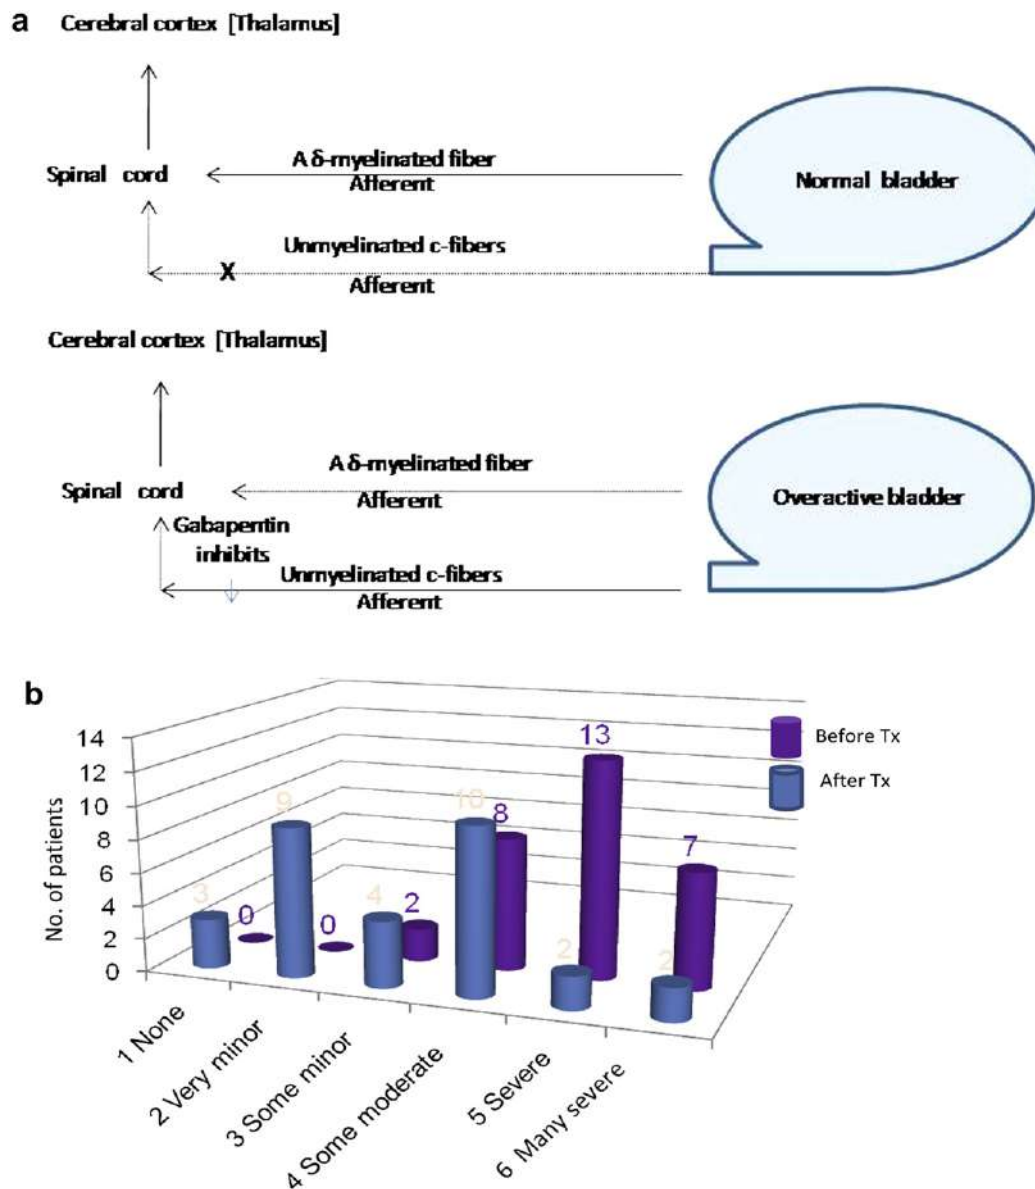 a
Cerebral cortex [Thalamus]
Spinal cord
A δ-myelinated fiber
Afferent
Normal bladder
Unmyelinated c-fibers
X
Afferent
Cerebral cortex [Thalamus]
Spinal cord
A δ-myelinated fiber
Afferent
Overactive bladder
Gabapentin
inhibits
Unmyelinated c-fibers
Afferent
b
Before Tx
After Tx
No. of patients
14
12
10
8
6
4
2
0
3
0
9
0
4
2
10
8
2
13
2
7
1 None
2 Very minor
3 Some minor
4 Some moderate
5 Severe
6 Many severe